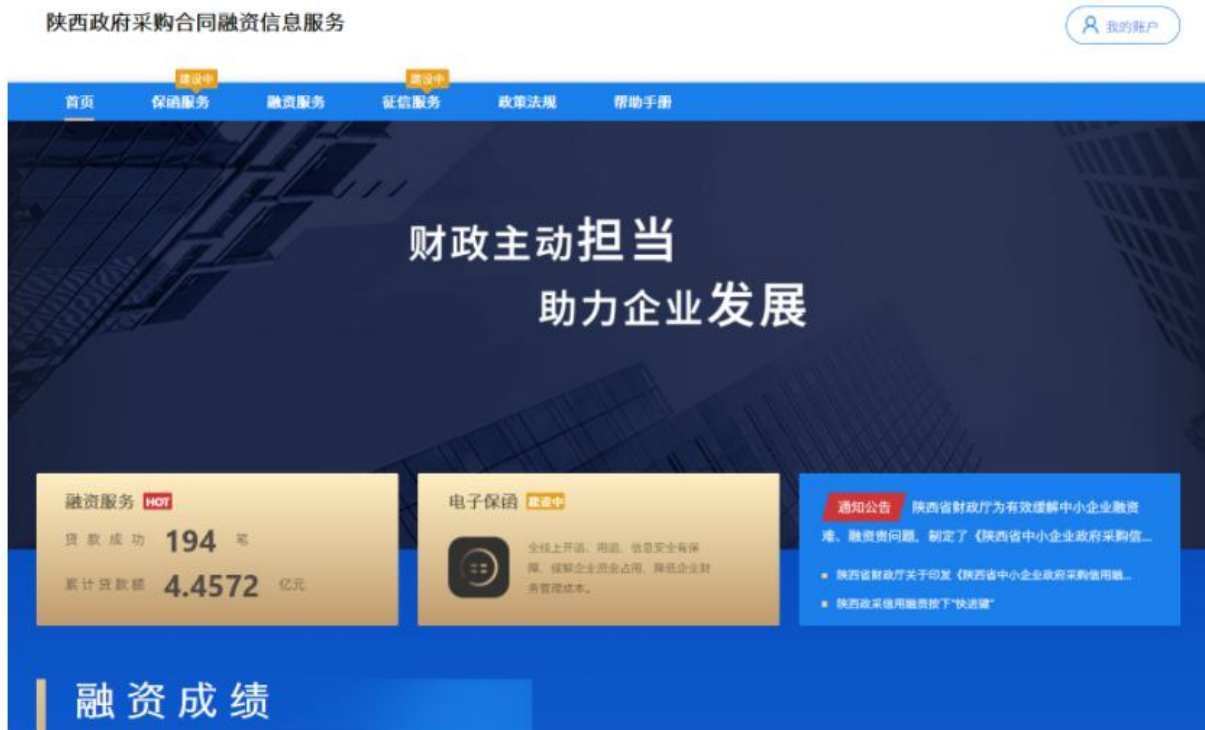 陕西政府采购合同融资信息服务
我的账户
建设中 建设中
首页 保函服务 融资服务 征信服务 政策法规 帮助手册
财政主动担当
助力企业发展
融资服务 HOT
贷款成功 194 笔
累计贷款额 4.4572 亿元
电子保函 建设中
全线上开函、用函、信息安全有保
障、缓解企业资金占用、降低企业财
务管理成本。
通知公告 陕西省财政厅为有效缓解中小企业融资
难、融资贵问题，制定了《陕西省中小企业政府采购信...
陕西省财政厅关于印发《陕西省中小企业政府采购信用融...
陕西政采信用融资按下“快进键”
融资成绩